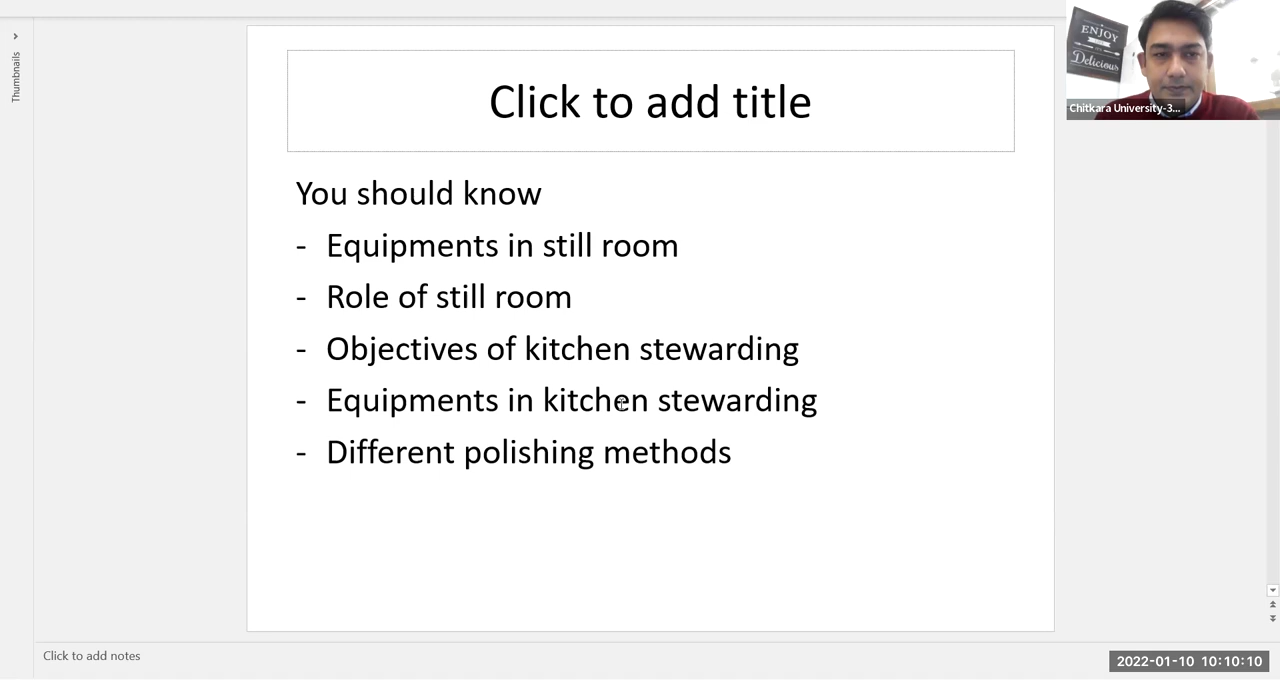 Thumbnails
Click to add title
You should know
- Equipments in still room
- Role of still room
- Objectives of kitchen stewarding
- Equipments in kitchen stewarding
- Different polishing methods
Click to add notes
ENJOY
Delicious
Chitkara University-3...
2022-01-10 10:10:10